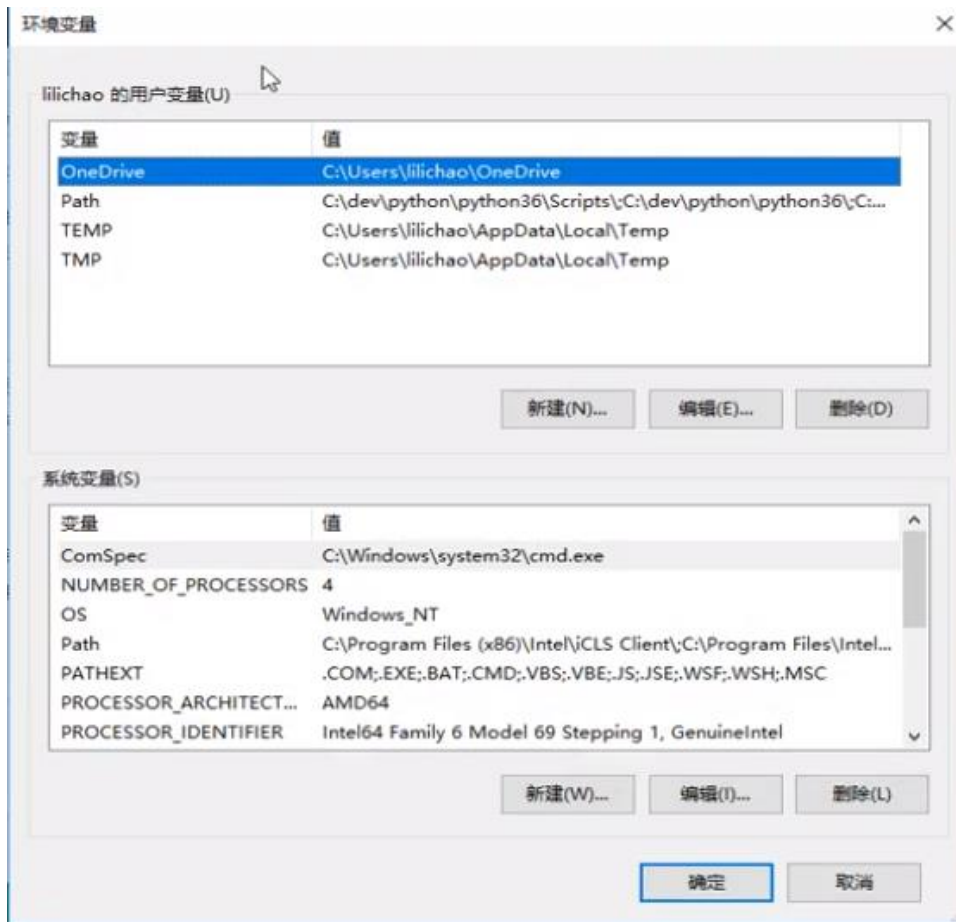 环境变量
lilichao 的用户变量(U)
变量 值
OneDrive C:\Users\lilichao\OneDrive
Path C:\dev\python\python36\Scripts\;C:\dev\python\python36\;C:...
TEMP C:\Users\lilichao\AppData\Local\Temp
TMP C:\Users\lilichao\AppData\Local\Temp
新建(N)... 编辑(E)... 删除(D)
系统变量(S)
变量 值
ComSpec C:\Windows\system32\cmd.exe
NUMBER_OF_PROCESSORS 4
OS Windows_NT
Path C:\Program Files (x86)\Intel\iCLS Client\;C:\Program Files\Intel...
PATHEXT .COM;.EXE;.BAT;.CMD;.VBS;.VBE;.JS;.JSE;.WSF;.WSH;.MSC
PROCESSOR_ARCHITECT... AMD64
PROCESSOR_IDENTIFIER Intel64 Family 6 Model 69 Stepping 1, GenuineIntel
新建(W)... 编辑(I)... 删除(L)
确定 取消